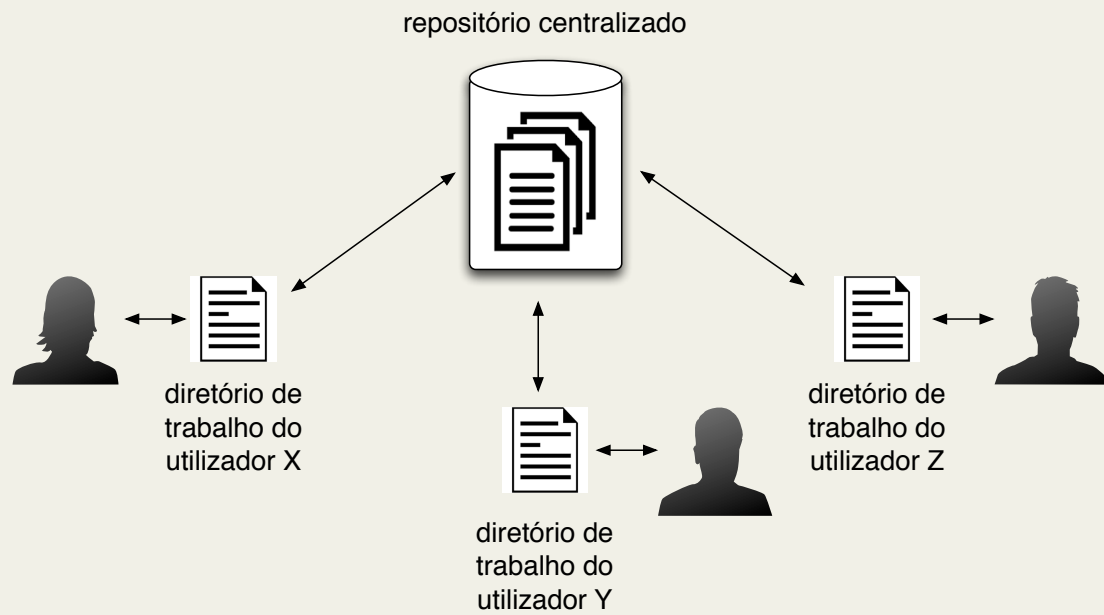 repositório centralizado
diretório de
trabalho do
utilizador X
diretório de
trabalho do
utilizador Y
diretório de
trabalho do
utilizador Z